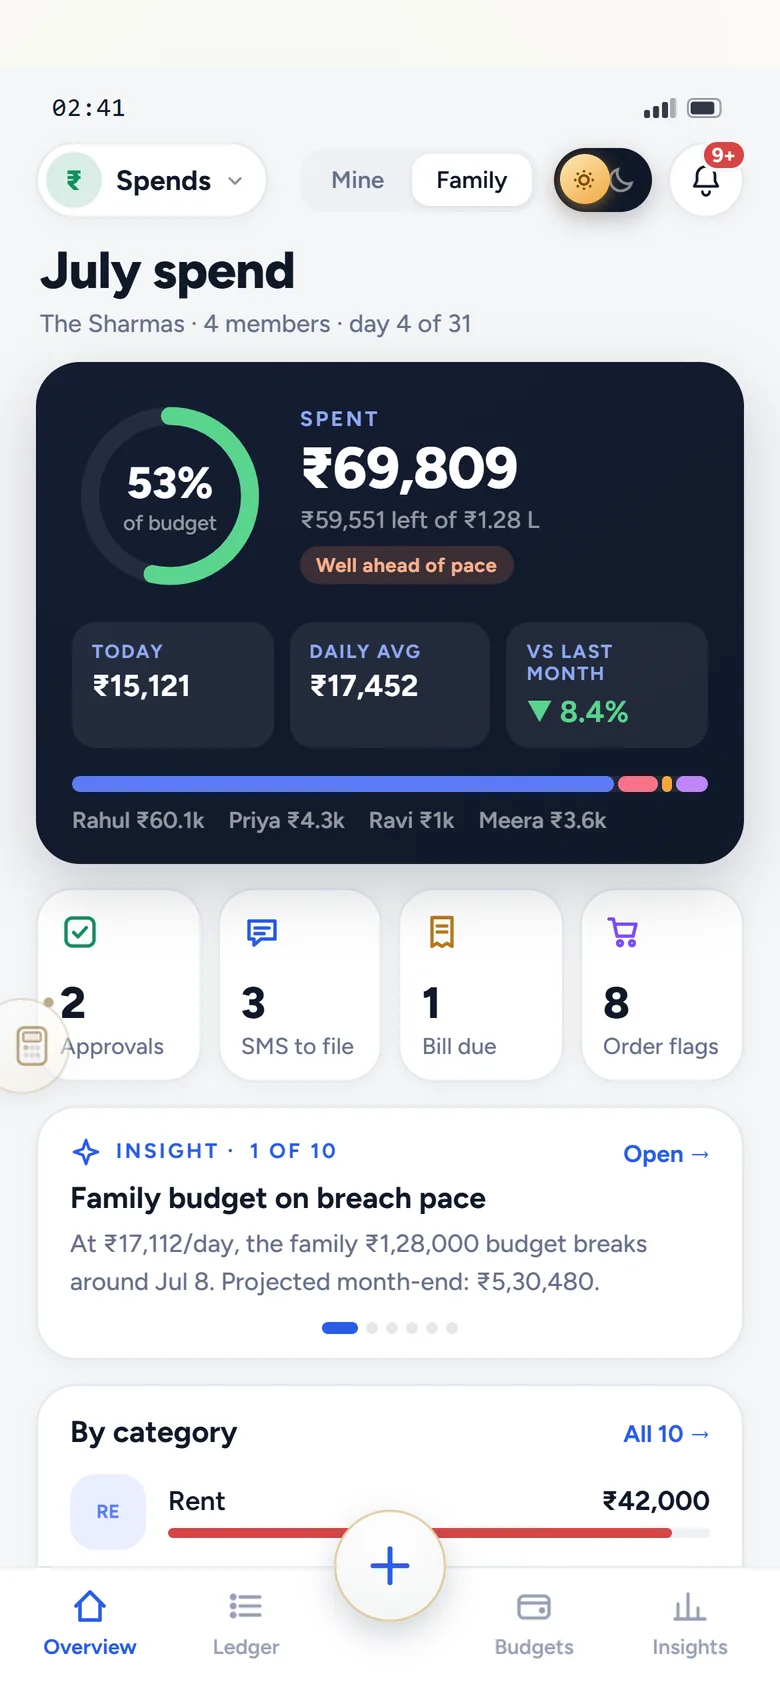 02:41
₹ Spends
Mine Family
9+
July spend
The Sharmas · 4 members · day 4 of 31
53%
of budget
SPENT
₹69,809
₹59,551 left of ₹1.28 L
Well ahead of pace
TODAY
₹15,121
DAILY AVG
₹17,452
VS LAST
MONTH
▼ 8.4%
Rahul ₹60.1k Priya ₹4.3k Ravi ₹1k Meera ₹3.6k
2
Approvals
3
SMS to file
1
Bill due
8
Order flags
INSIGHT · 1 OF 10
Open →
Family budget on breach pace
At ₹17,112/day, the family ₹1,28,000 budget breaks
around Jul 8. Projected month-end: ₹5,30,480.
By category
All 10 →
RE
Rent
₹42,000
Overview
Ledger
Budgets
Insights